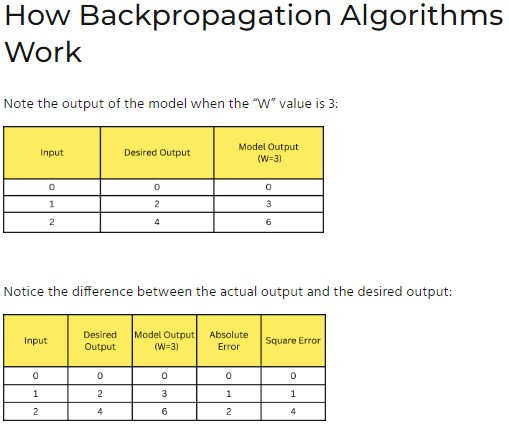 How Backpropagation Algorithms
Work
Note the output of the model when the “W” value is 3:
Input Desired Output Model Output (W=3)
0 0 0
1 2 3
2 4 6
Notice the difference between the actual output and the desired output:
Input Desired Output Model Output (W=3) Absolute Error Square Error
0 0 0 0 0
1 2 3 1 1
2 4 6 2 4